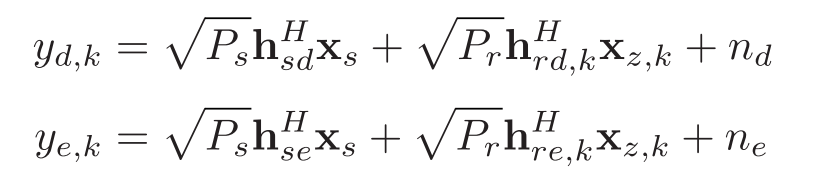 $y_{d,k} = \sqrt{P_s}\mathbf{h}_{sd}^{H}\mathbf{x}_s + \sqrt{P_r}\mathbf{h}_{rd,k}^{H}\mathbf{x}_{z,k} + n_d$
$y_{e,k} = \sqrt{P_s}\mathbf{h}_{se}^{H}\mathbf{x}_s + \sqrt{P_r}\mathbf{h}_{re,k}^{H}\mathbf{x}_{z,k} + n_e$